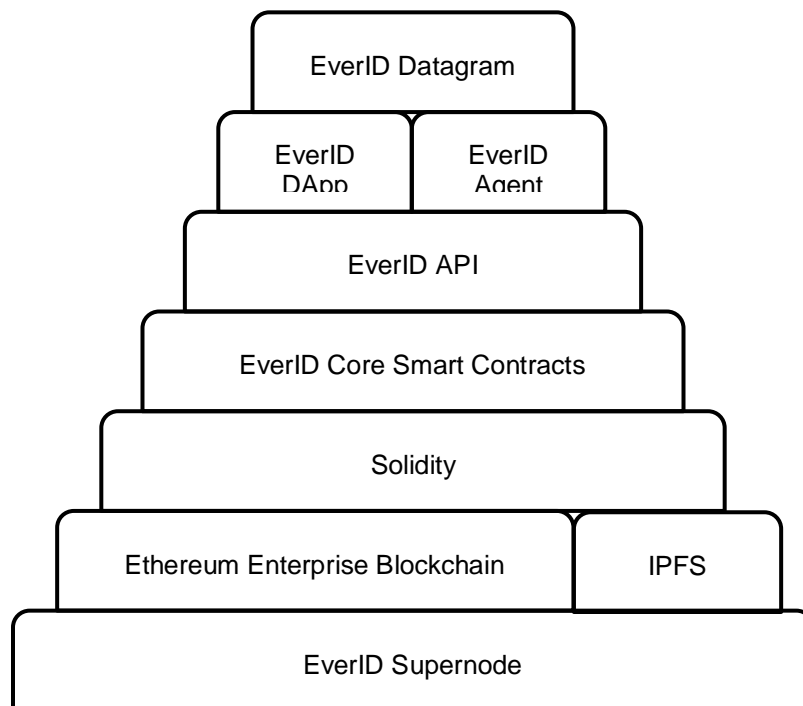 EverID Datagram
EverID
DApp
EverID
Agent
EverID API
EverID Core Smart Contracts
Solidity
Ethereum Enterprise Blockchain
IPFS
EverID Supernode